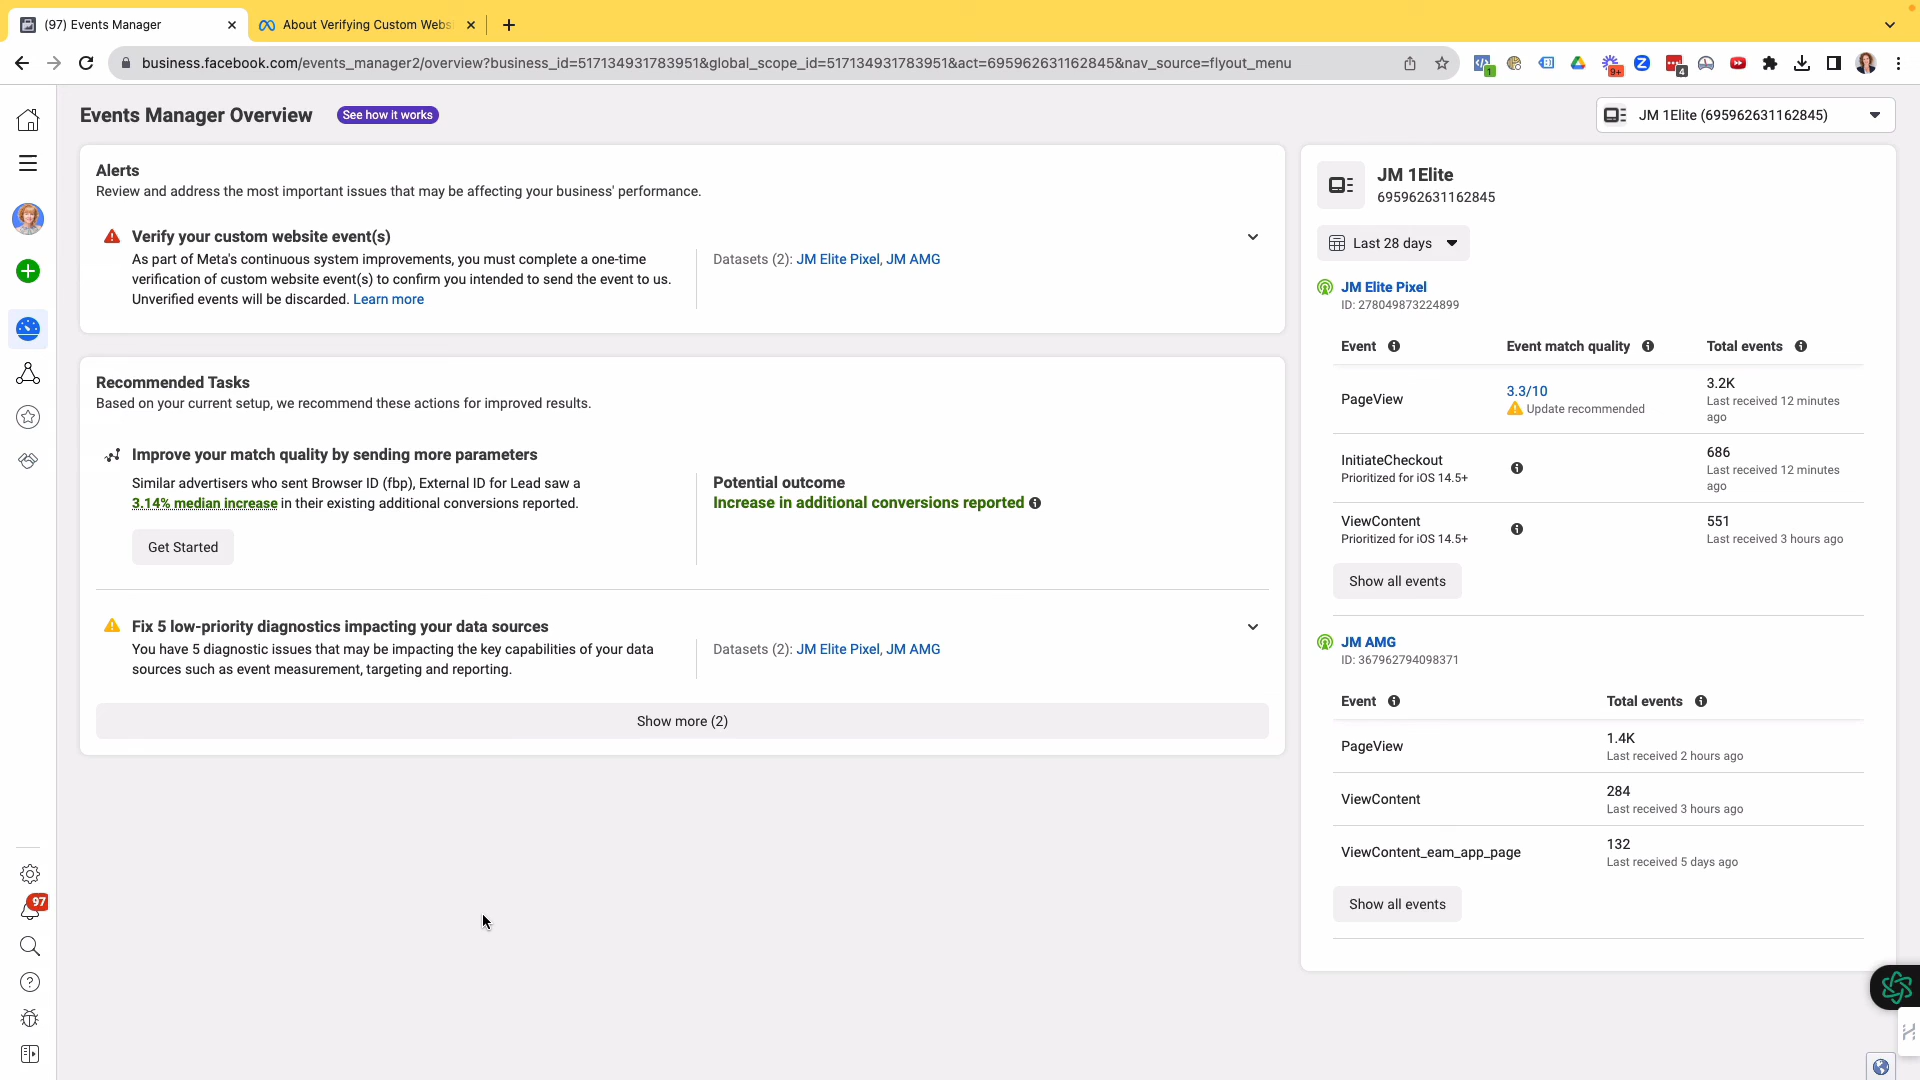 (97) Events Manager
About Verifying Custom Webs
business.facebook.com/events_manager2/overview?business_id=517134931783951&global_scope_id=517134931783951&act=695962631162845&nav_source=flyout_menu
1
9+
4
Events Manager Overview
See how it works
JM 1Elite (695962631162845)
Alerts
Review and address the most important issues that may be affecting your business' performance.
Verify your custom website event(s)
As part of Meta's continuous system improvements, you must complete a one-time
verification of custom website event(s) to confirm you intended to send the event to us.
Unverified events will be discarded. Learn more
Datasets (2): JM Elite Pixel, JM AMG
Recommended Tasks
Based on your current setup, we recommend these actions for improved results.
Improve your match quality by sending more parameters
Similar advertisers who sent Browser ID (fbp), External ID for Lead saw a
3.14% median increase in their existing additional conversions reported.
Get Started
Potential outcome
Increase in additional conversions reported
Fix 5 low-priority diagnostics impacting your data sources
You have 5 diagnostic issues that may be impacting the key capabilities of your data
sources such as event measurement, targeting and reporting.
Datasets (2): JM Elite Pixel, JM AMG
Show more (2)
JM 1Elite
695962631162845
Last 28 days
JM Elite Pixel
ID: 278049873224899
Event Event match quality Total events
PageView
3.3/10
Update recommended
3.2K
Last received 12 minutes
ago
InitiateCheckout
Prioritized for iOS 14.5+
686
Last received 12 minutes
ago
ViewContent
Prioritized for iOS 14.5+
551
Last received 3 hours ago
Show all events
JM AMG
ID: 367962794098371
Event Total events
PageView
1.4K
Last received 2 hours ago
ViewContent
284
Last received 3 hours ago
ViewContent_eam_app_page
132
Last received 5 days ago
Show all events
97